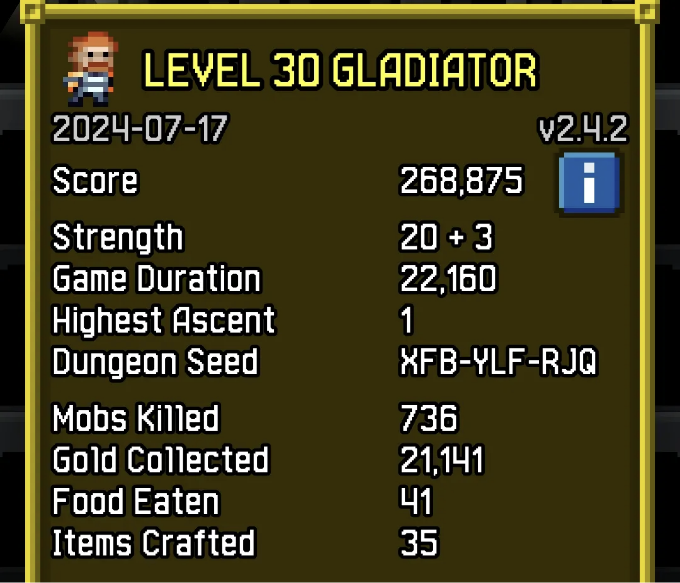 LEVEL 30 GLADIATOR
2024-07-17 v2.4.2
Score 268,875 i
Strength 20 + 3
Game Duration 22,160
Highest Ascent 1
Dungeon Seed XFB-YLF-RJQ
Mobs Killed 736
Gold Collected 21,141
Food Eaten 41
Items Crafted 35